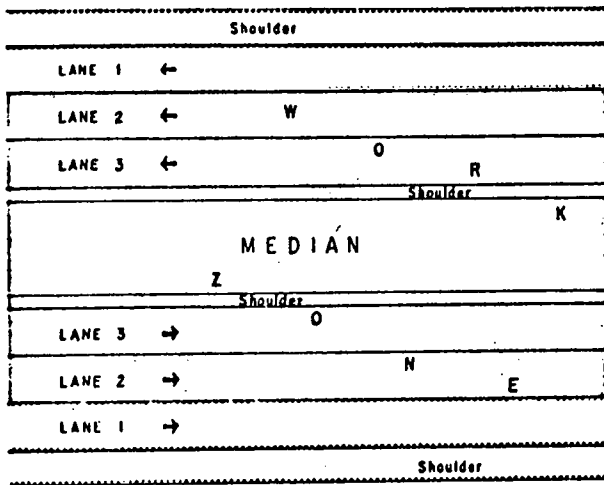 Shoulder
LANE 1 ←
LANE 2 ← W
O
LANE 3 ← R
Shoulder
K
MEDIAN
Z
Shoulder
O
LANE 3 →
N
LANE 2 → E
LANE 1 →
Shoulder